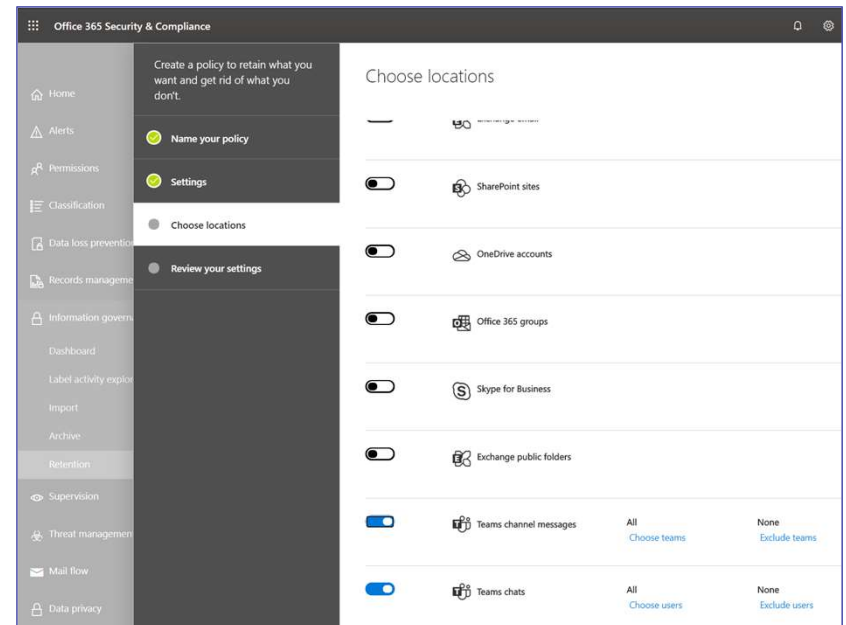 Office 365 Security & Compliance
Home
Alerts
Permissions
Classification
Data loss prevention
Records manageme
Information govern
Dashboard
Label activity explor
Import
Archive
Retention
Supervision
Threat management
Mail flow
Data privacy
Create a policy to retain what you
want and get rid of what you
don't.
Name your policy
Settings
Choose locations
Review your settings
Choose locations
SharePoint sites
OneDrive accounts
Office 365 groups
Skype for Business
Exchange public folders
Teams channel messages All None
Choose teams Exclude teams
Teams chats All None
Choose users Exclude users